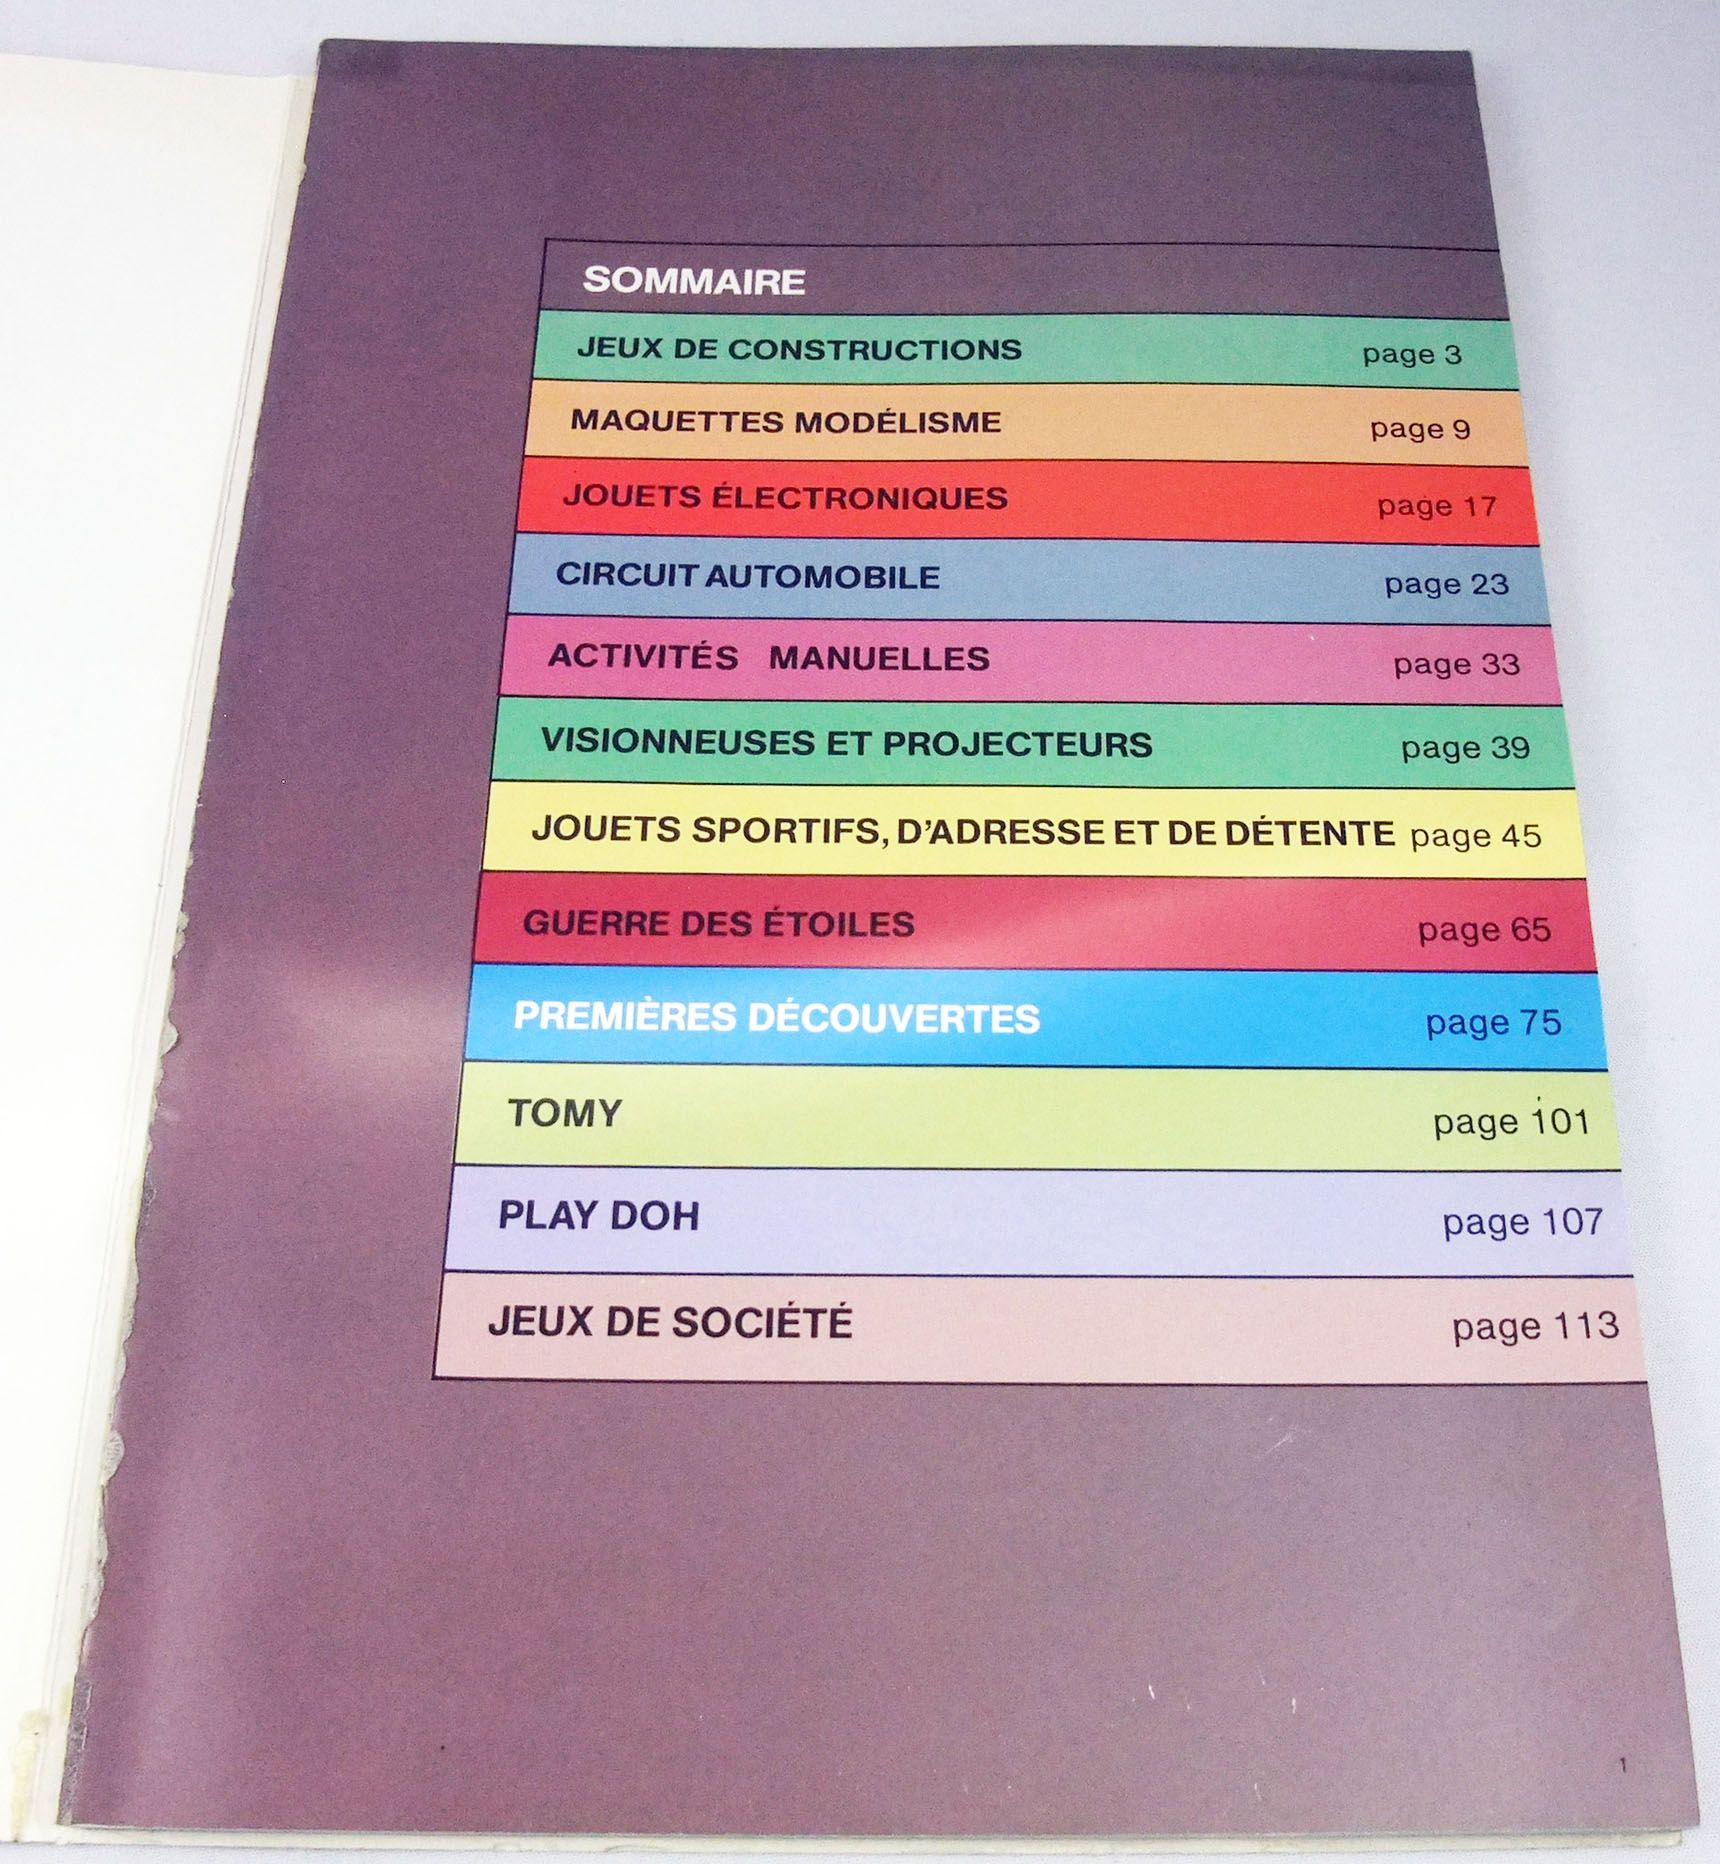 SOMMAIRE
JEUX DE CONSTRUCTIONS page 3
MAQUETTES MODÉLISME page 9
JOUETS ÉLECTRONIQUES page 17
CIRCUIT AUTOMOBILE page 23
ACTIVITÉS MANUELLES page 33
VISIONNEUSES ET PROJECTEURS page 39
JOUETS SPORTIFS, D'ADRESSE ET DE DÉTENTE page 45
GUERRE DES ÉTOILES page 65
PREMIÈRES DÉCOUVERTES page 75
TOMY page 101
PLAY DOH page 107
JEUX DE SOCIÉTÉ page 113
1